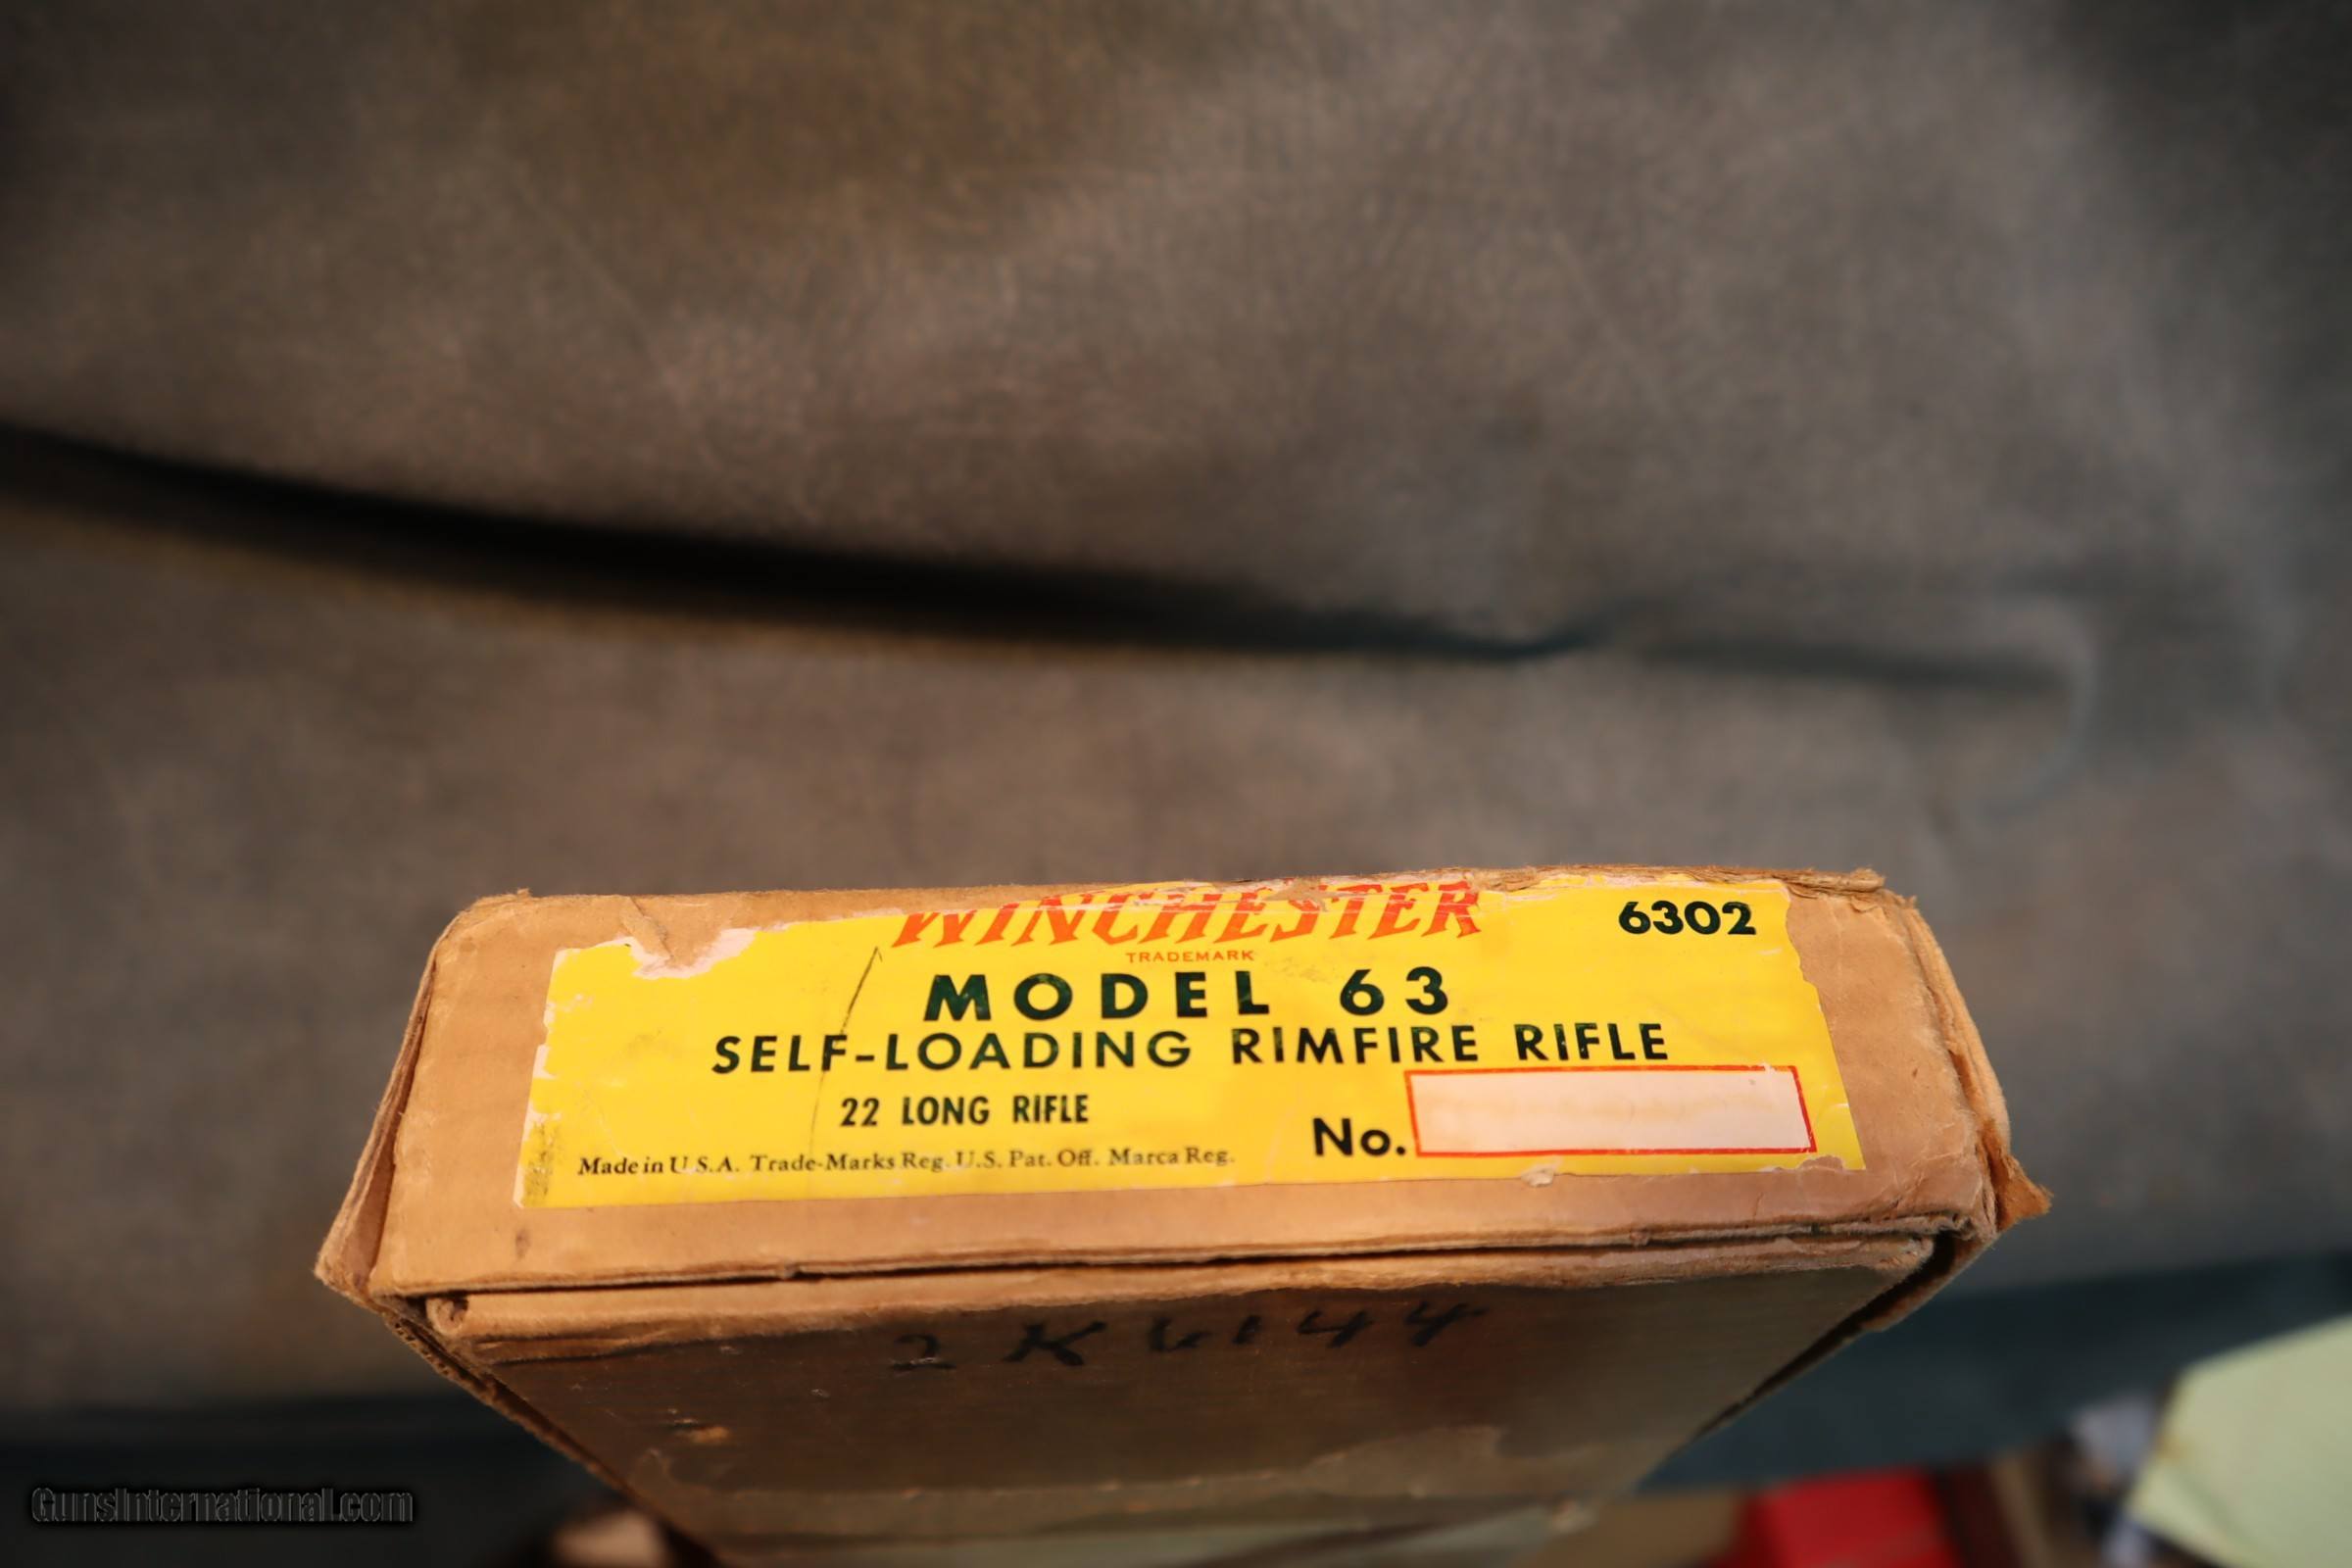 WINCHESTER
6302
TRADEMARK
MODEL 63
SELF-LOADING RIMFIRE RIFLE
22 LONG RIFLE
No.
Made in U.S.A. Trade-Marks Reg. U.S. Pat. Off. Marca Reg.
2K6144
GunsInternational.com